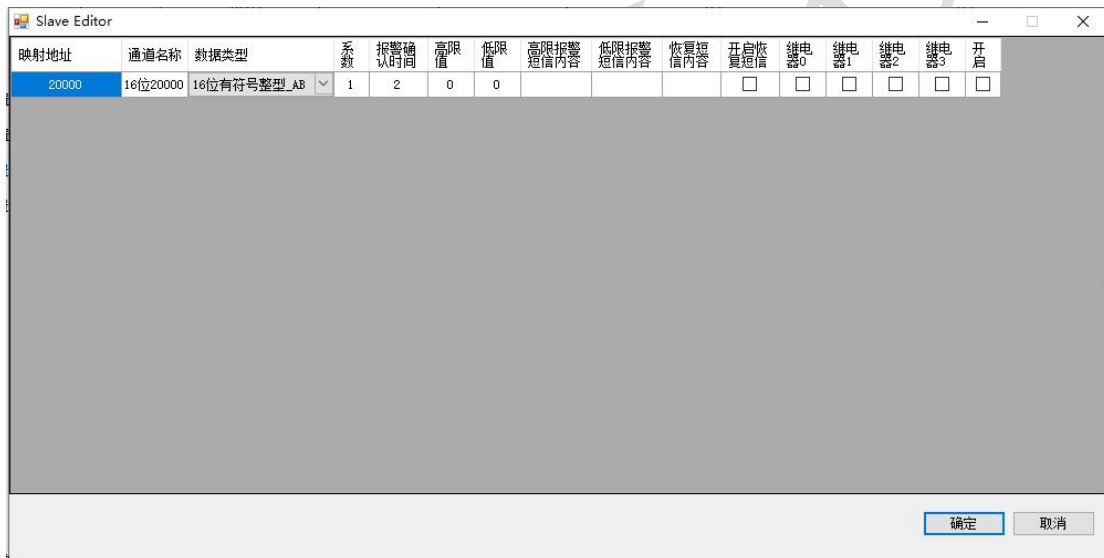 Slave Editor
映射地址 通道名称 数据类型 系数 报警确认时间 高限值 低限值 高限报警短信内容 低限报警短信内容 恢复短信内容 开启恢复短信 继电器0 继电器1 继电器2 继电器3 开启
20000 16位20000 16位有符号整型_AB 1 2 0 0
确定 取消